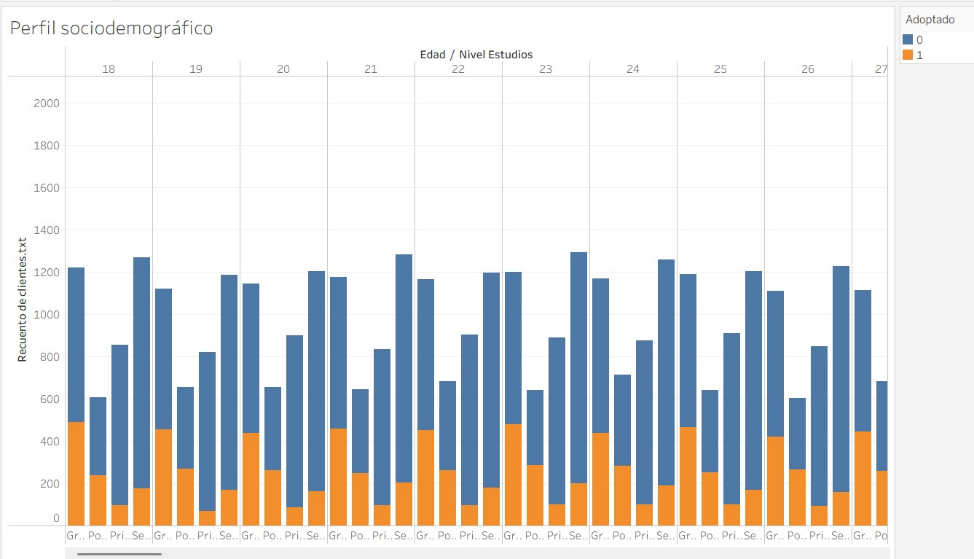 Perfil sociodemográfico
Adoptado
0
1
Edad / Nivel Estudios
18 19 20 21 22 23 24 25 26 27
2000
1800
1600
1400
1200
1000
800
600
400
200
0
Recuento de clientes.txt
Gr.. Po.. Pri.. Se.. Gr.. Po.. Pri.. Se.. Gr.. Po.. Pri.. Se.. Gr.. Po.. Pri.. Se.. Gr.. Po.. Pri.. Se.. Gr.. Po.. Pri.. Se.. Gr.. Po.. Pri.. Se.. Gr.. Po.. Pri.. Se.. Gr.. Po.. Pri.. Se.. Gr.. Po